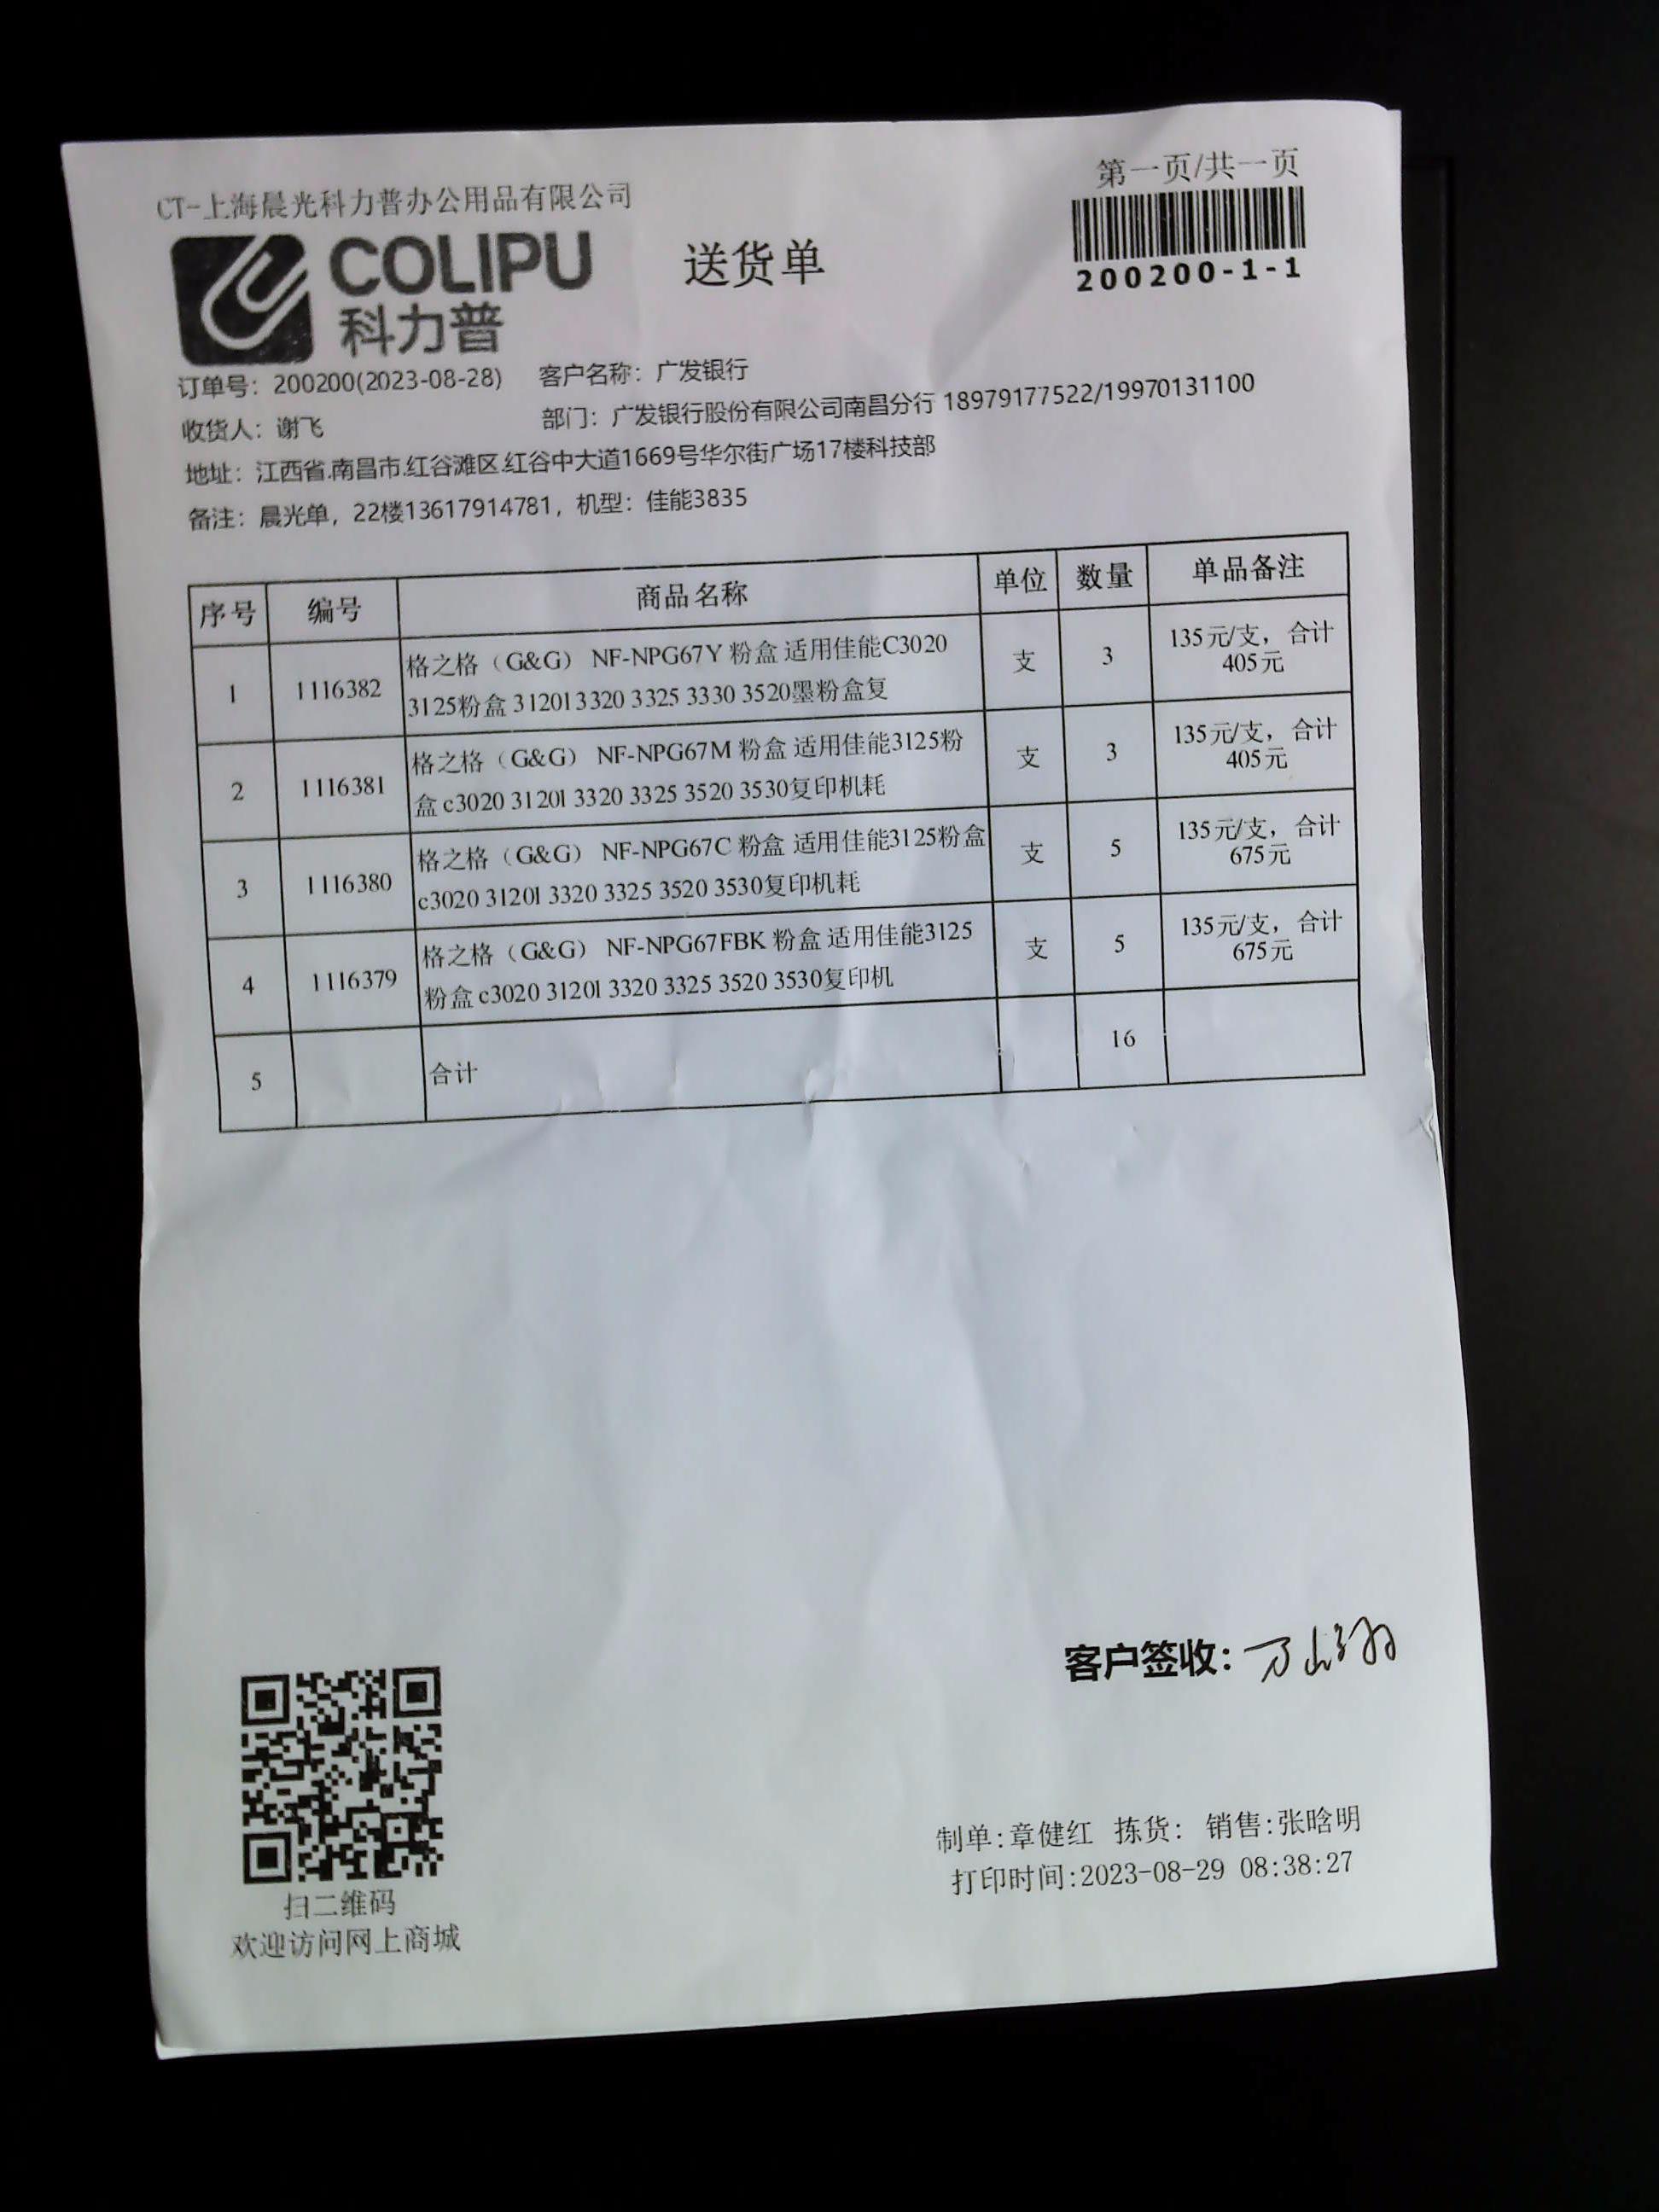 第一页/共一页
CT-上海晨光科力普办公用品有限公司
COLIPU
科力普
送货单
200200-1-1
订单号：200200(2023-08-28) 客户名称：广发银行
收货人：谢飞 部门：广发银行股份有限公司南昌分行 18979177522/19970131100
地址：江西省.南昌市.红谷滩区.红谷中大道1669号华尔街广场17楼科技部
备注：晨光单，22楼13617914781，机型：佳能3835
序号 编号 商品名称 单位 数量 单品备注
1 1116382 格之格（G&G） NF-NPG67Y 粉盒 适用佳能C3020 支 3 135元/支，合计
3125粉盒 3120l 3320 3325 3330 3520墨粉盒复 405元
2 1116381 格之格（G&G） NF-NPG67M 粉盒 适用佳能3125粉 支 3 135元/支，合计
盒 c3020 3120l 3320 3325 3520 3530复印机耗 405元
3 1116380 格之格（G&G） NF-NPG67C 粉盒 适用佳能3125粉盒 支 5 135元/支，合计
c3020 3120l 3320 3325 3520 3530复印机耗 675元
4 1116379 格之格（G&G） NF-NPG67FBK 粉盒 适用佳能3125 支 5 135元/支，合计
粉盒 c3020 3120l 3320 3325 3520 3530复印机 675元
5 合计 16
客户签收：
制单:章健红 拣货: 销售:张晗明
打印时间:2023-08-29 08:38:27
扫二维码
欢迎访问网上商城